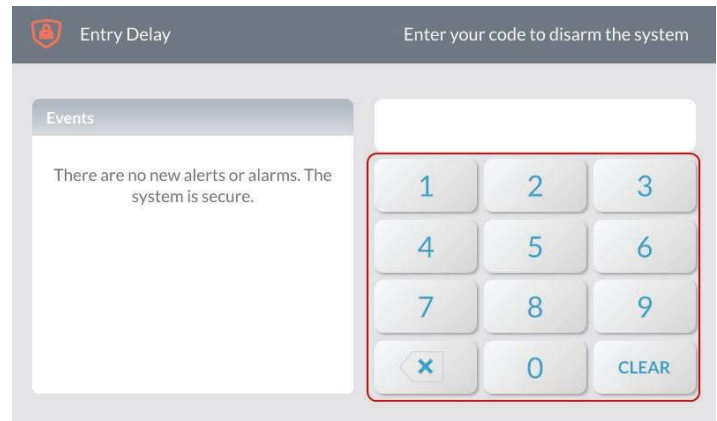 Entry Delay
Enter your code to disarm the system
Events
There are no new alerts or alarms. The
system is secure.
1 2 3
4 5 6
7 8 9
0 CLEAR